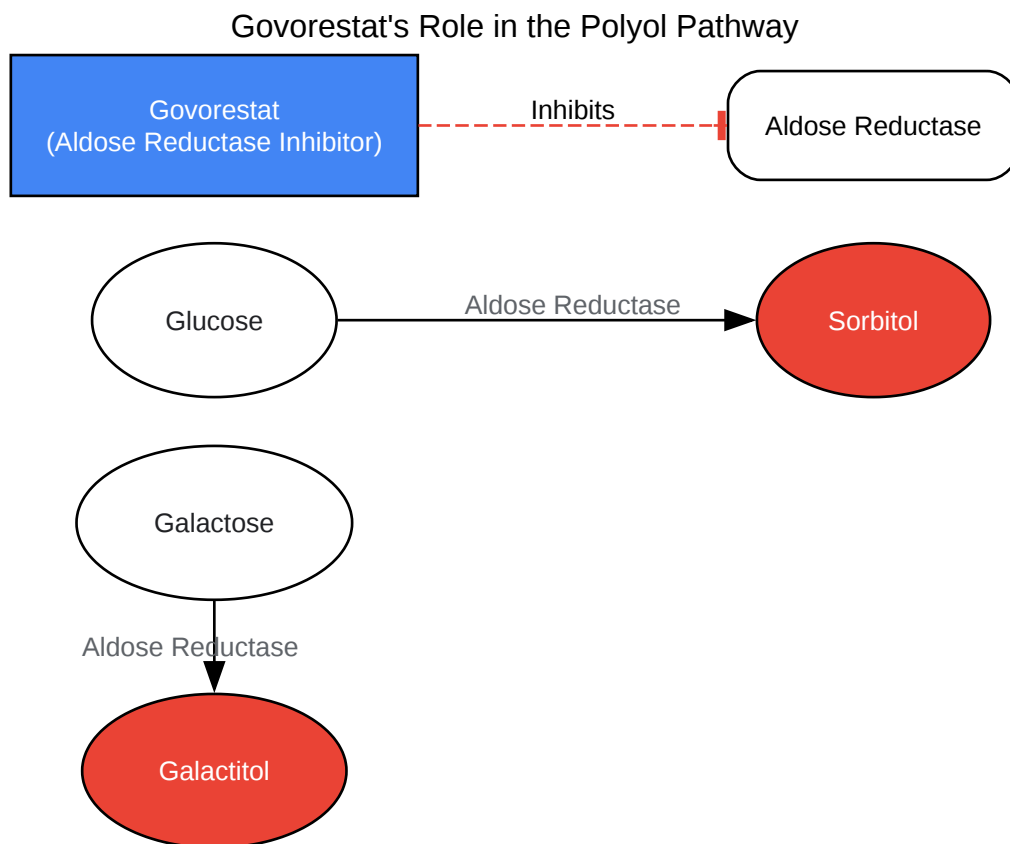 Govorestat's Role in the Polyol Pathway
Govorestat
(Aldose Reductase Inhibitor)
Inhibits
Aldose Reductase
Glucose
Aldose Reductase
Sorbitol
Galactose
Aldose Reductase
Galactitol